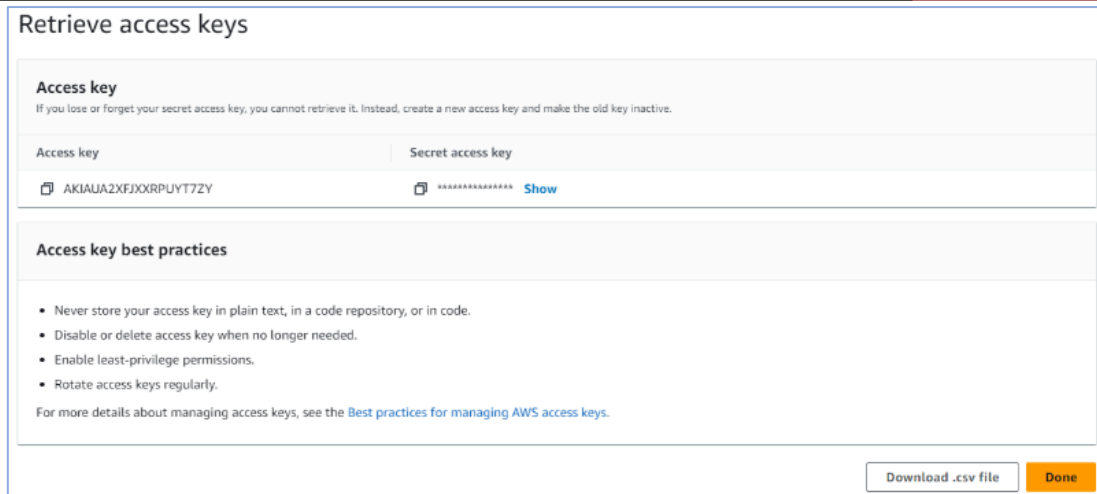 Retrieve access keys
Access key
If you lose or forget your secret access key, you cannot retrieve it. Instead, create a new access key and make the old key inactive.
Access key Secret access key
AKIAUA2XFJXXRPUYT7ZY *************** Show
Access key best practices
• Never store your access key in plain text, in a code repository, or in code.
• Disable or delete access key when no longer needed.
• Enable least-privilege permissions.
• Rotate access keys regularly.
For more details about managing access keys, see the Best practices for managing AWS access keys.
Download .csv file Done